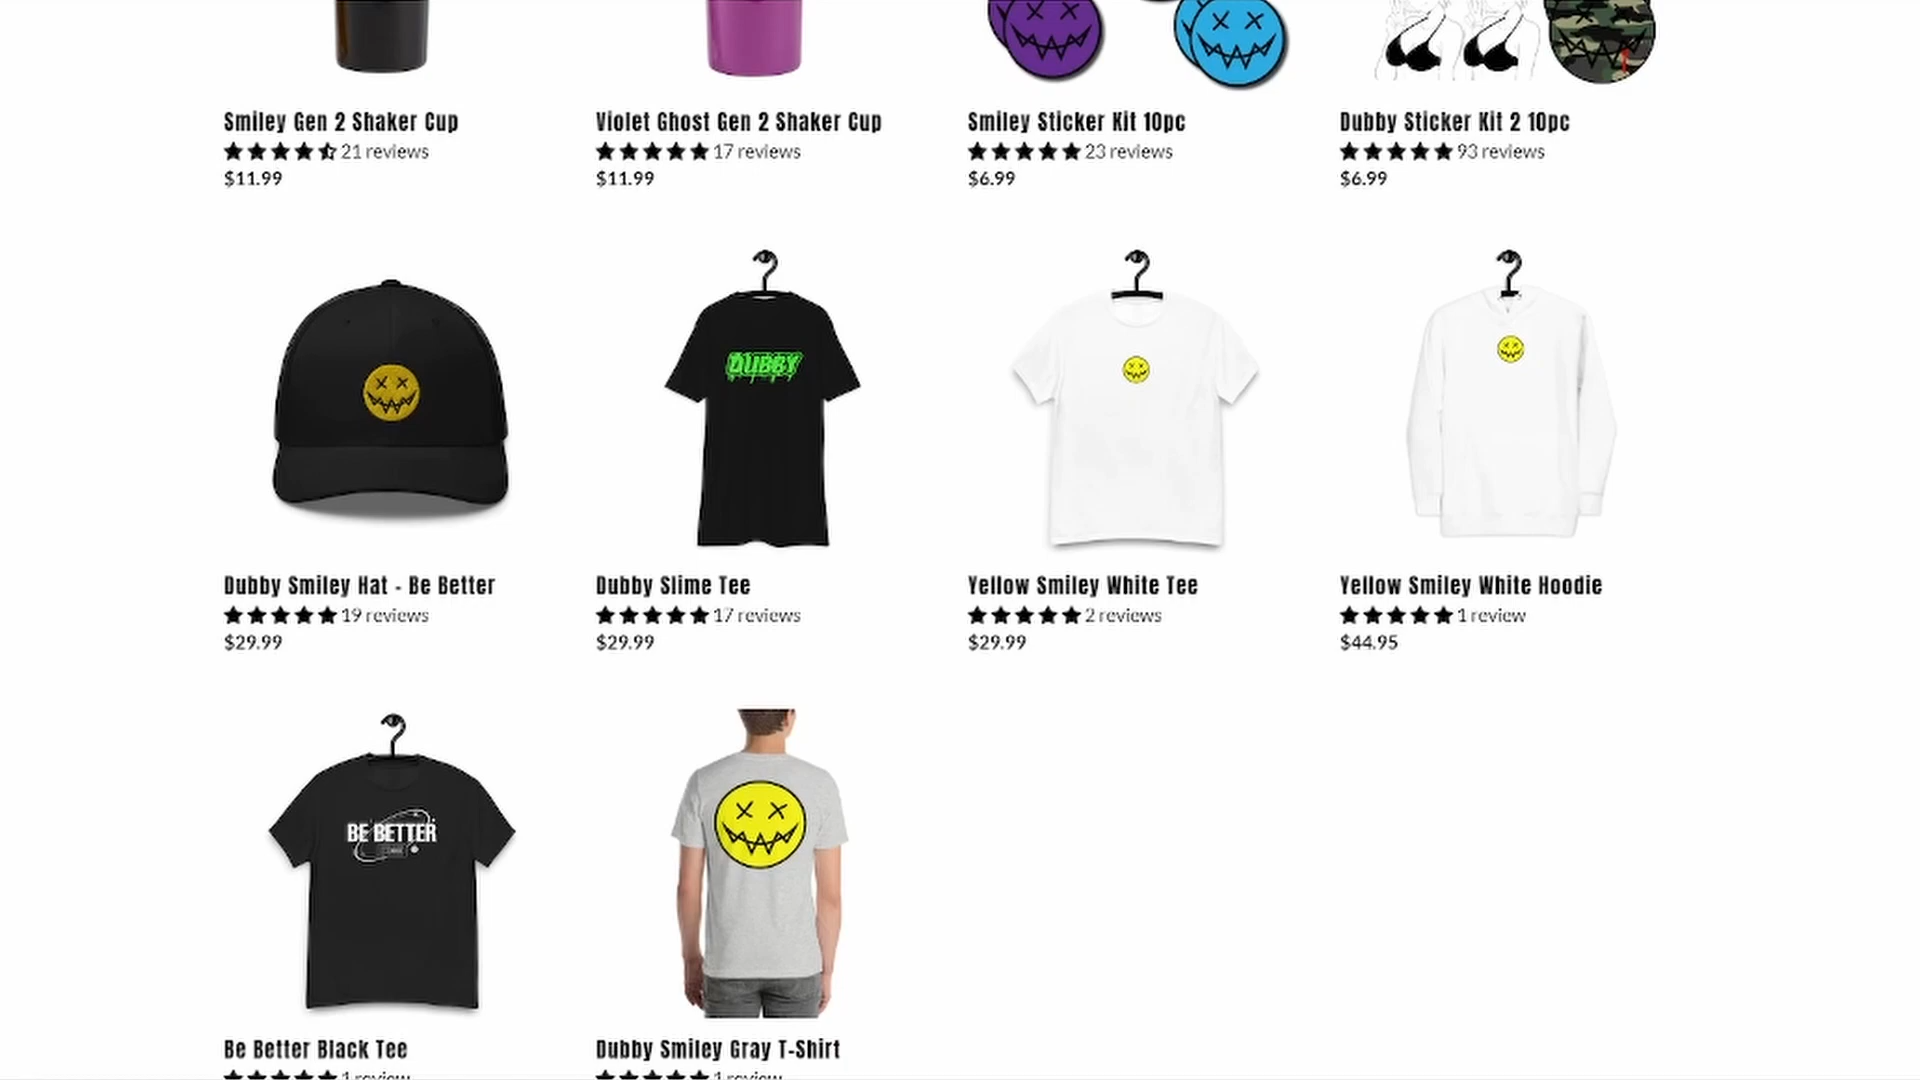 Smiley Gen 2 Shaker Cup
21 reviews
$11.99
Violet Ghost Gen 2 Shaker Cup
17 reviews
$11.99
Smiley Sticker Kit 10pc
23 reviews
$6.99
Dubby Sticker Kit 2 10pc
93 reviews
$6.99
DUBBY
Dubby Smiley Hat - Be Better
19 reviews
$29.99
Dubby Slime Tee
17 reviews
$29.99
Yellow Smiley White Tee
2 reviews
$29.99
Yellow Smiley White Hoodie
1 review
$44.95
BE BETTER
Be Better Black Tee
1 review
Dubby Smiley Gray T-Shirt
1 review